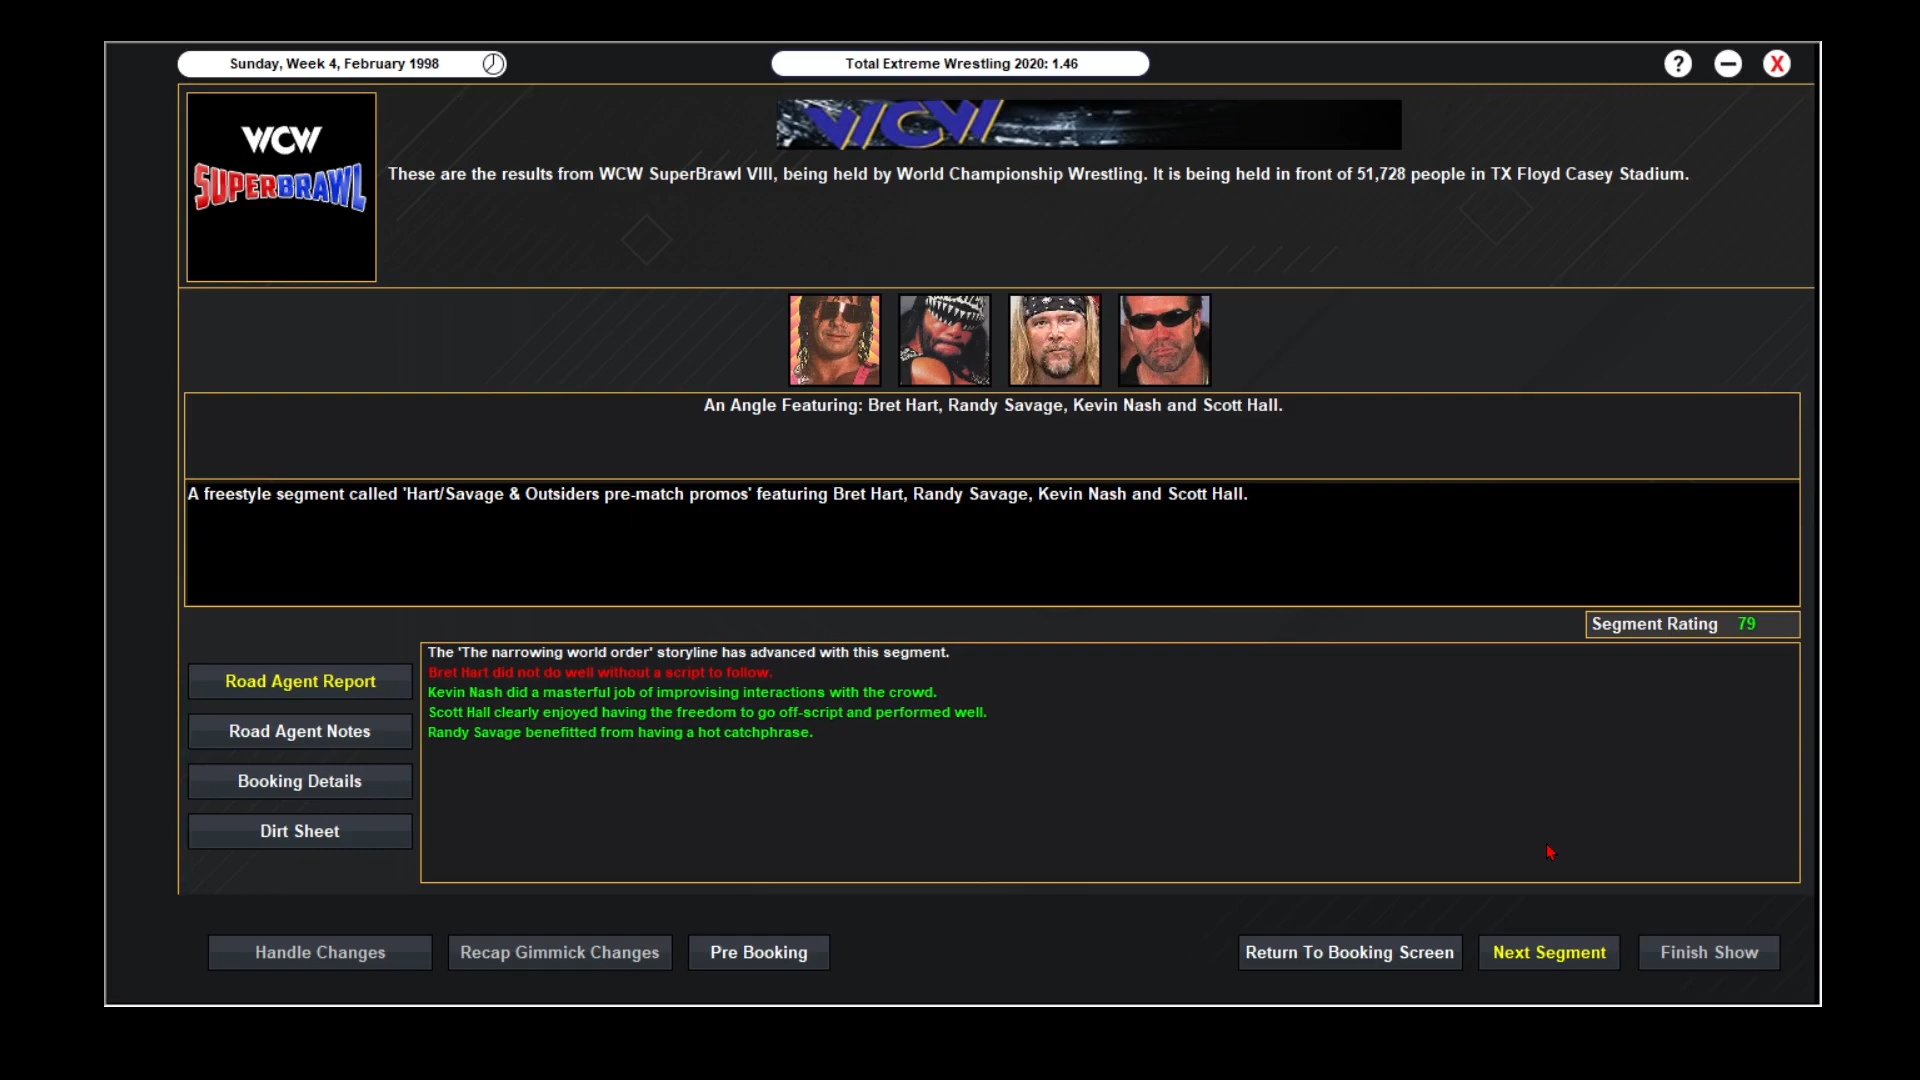 Sunday, Week 4, February 1998
Total Extreme Wrestling 2020: 1.46
?
X
WCW
SUPERBRAWL
WCW
These are the results from WCW SuperBrawl VIII, being held by World Championship Wrestling. It is being held in front of 51,728 people in TX Floyd Casey Stadium.
An Angle Featuring: Bret Hart, Randy Savage, Kevin Nash and Scott Hall.
A freestyle segment called 'Hart/Savage & Outsiders pre-match promos' featuring Bret Hart, Randy Savage, Kevin Nash and Scott Hall.
Segment Rating 79
Road Agent Report
Road Agent Notes
Booking Details
Dirt Sheet
The 'The narrowing world order' storyline has advanced with this segment.
Bret Hart did not do well without a script to follow.
Kevin Nash did a masterful job of improvising interactions with the crowd.
Scott Hall clearly enjoyed having the freedom to go off-script and performed well.
Randy Savage benefitted from having a hot catchphrase.
Handle Changes
Recap Gimmick Changes
Pre Booking
Return To Booking Screen
Next Segment
Finish Show